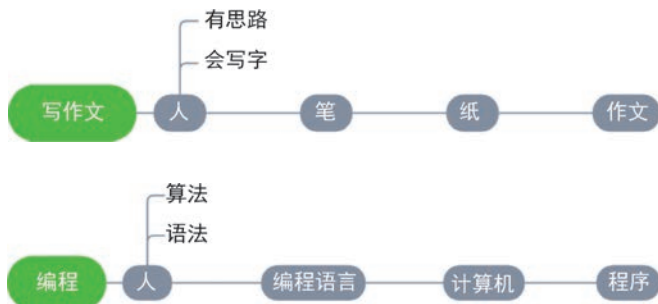 有思路
会写字
写作文 人 笔 纸 作文
算法
语法
编程 人 编程语言 计算机 程序